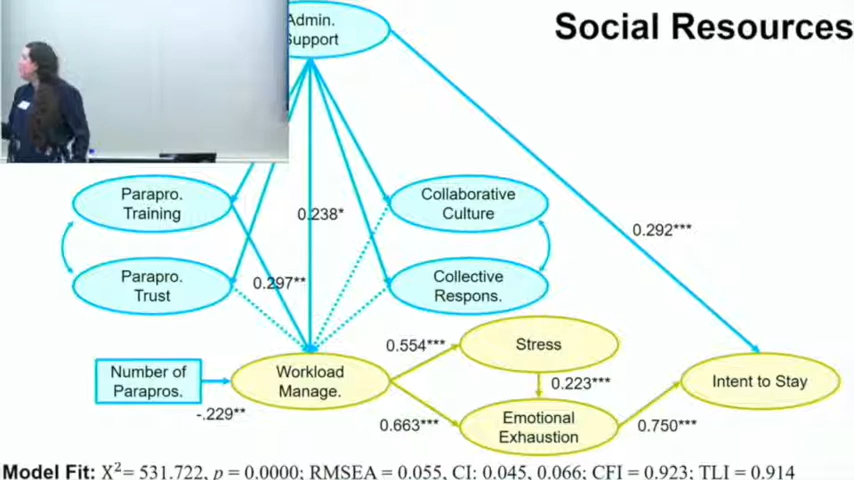 Social Resources
Admin.
Support
Parapro.
Training
Collaborative
Culture
0.238*
0.292***
Parapro.
Trust
0.297**
Collective
Respons.
0.554***
Stress
Number of
Parapros.
Workload
Manage.
0.223***
Intent to Stay
-.229**
0.663***
Emotional
Exhaustion
0.750***
Model Fit: X²= 531.722, p = 0.0000; RMSEA = 0.055, CI: 0.045, 0.066; CFI = 0.923; TLI = 0.914